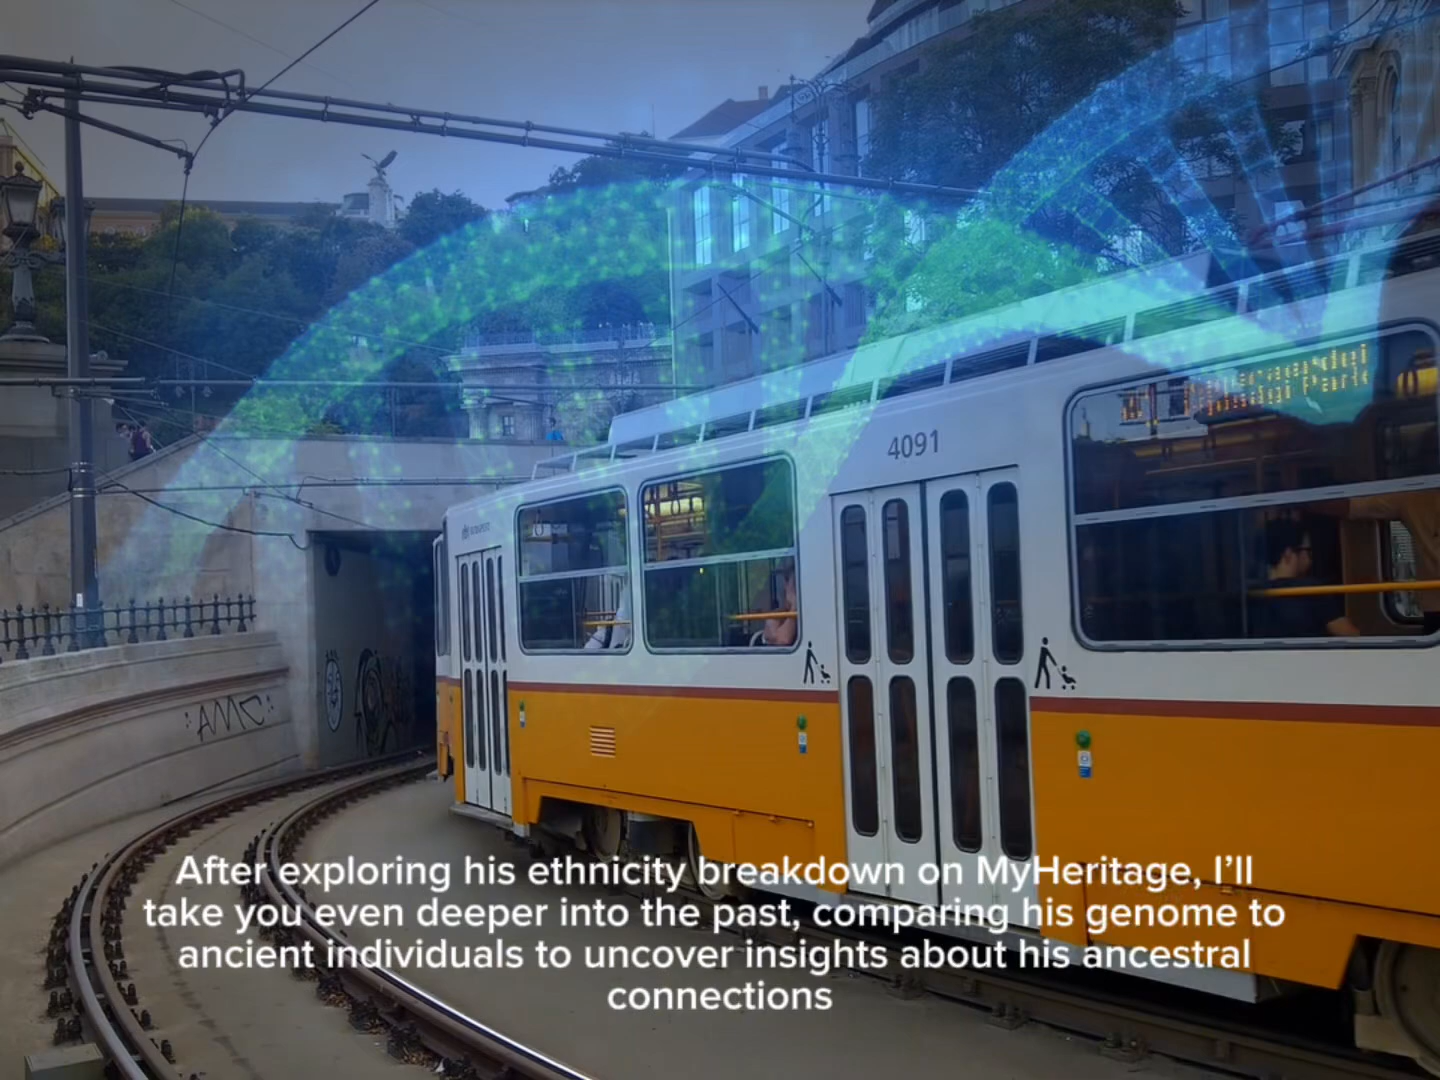 4091
AMC
After exploring his ethnicity breakdown on MyHeritage, I’ll
take you even deeper into the past, comparing his genome to
ancient individuals to uncover insights about his ancestral
connections